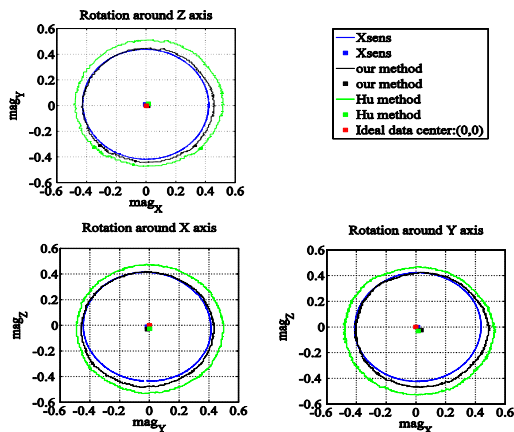 Rotation around Z axis
0.6
0.4
0.2
0
-0.2
-0.4
-0.6
mag_Y
-0.6 -0.4 -0.2 0 0.2 0.4 0.6
mag_X
Xsens
Xsens
our method
our method
Hu method
Hu method
Ideal data center:(0,0)
Rotation around X axis
0.6
0.4
0.2
0
-0.2
-0.4
-0.6
mag_Z
-0.6 -0.4 -0.2 0 0.2 0.4 0.6
mag_Y
Rotation around Y axis
0.6
0.4
0.2
0
-0.2
-0.4
-0.6
mag_Z
-0.6 -0.4 -0.2 0 0.2 0.4 0.6
mag_X